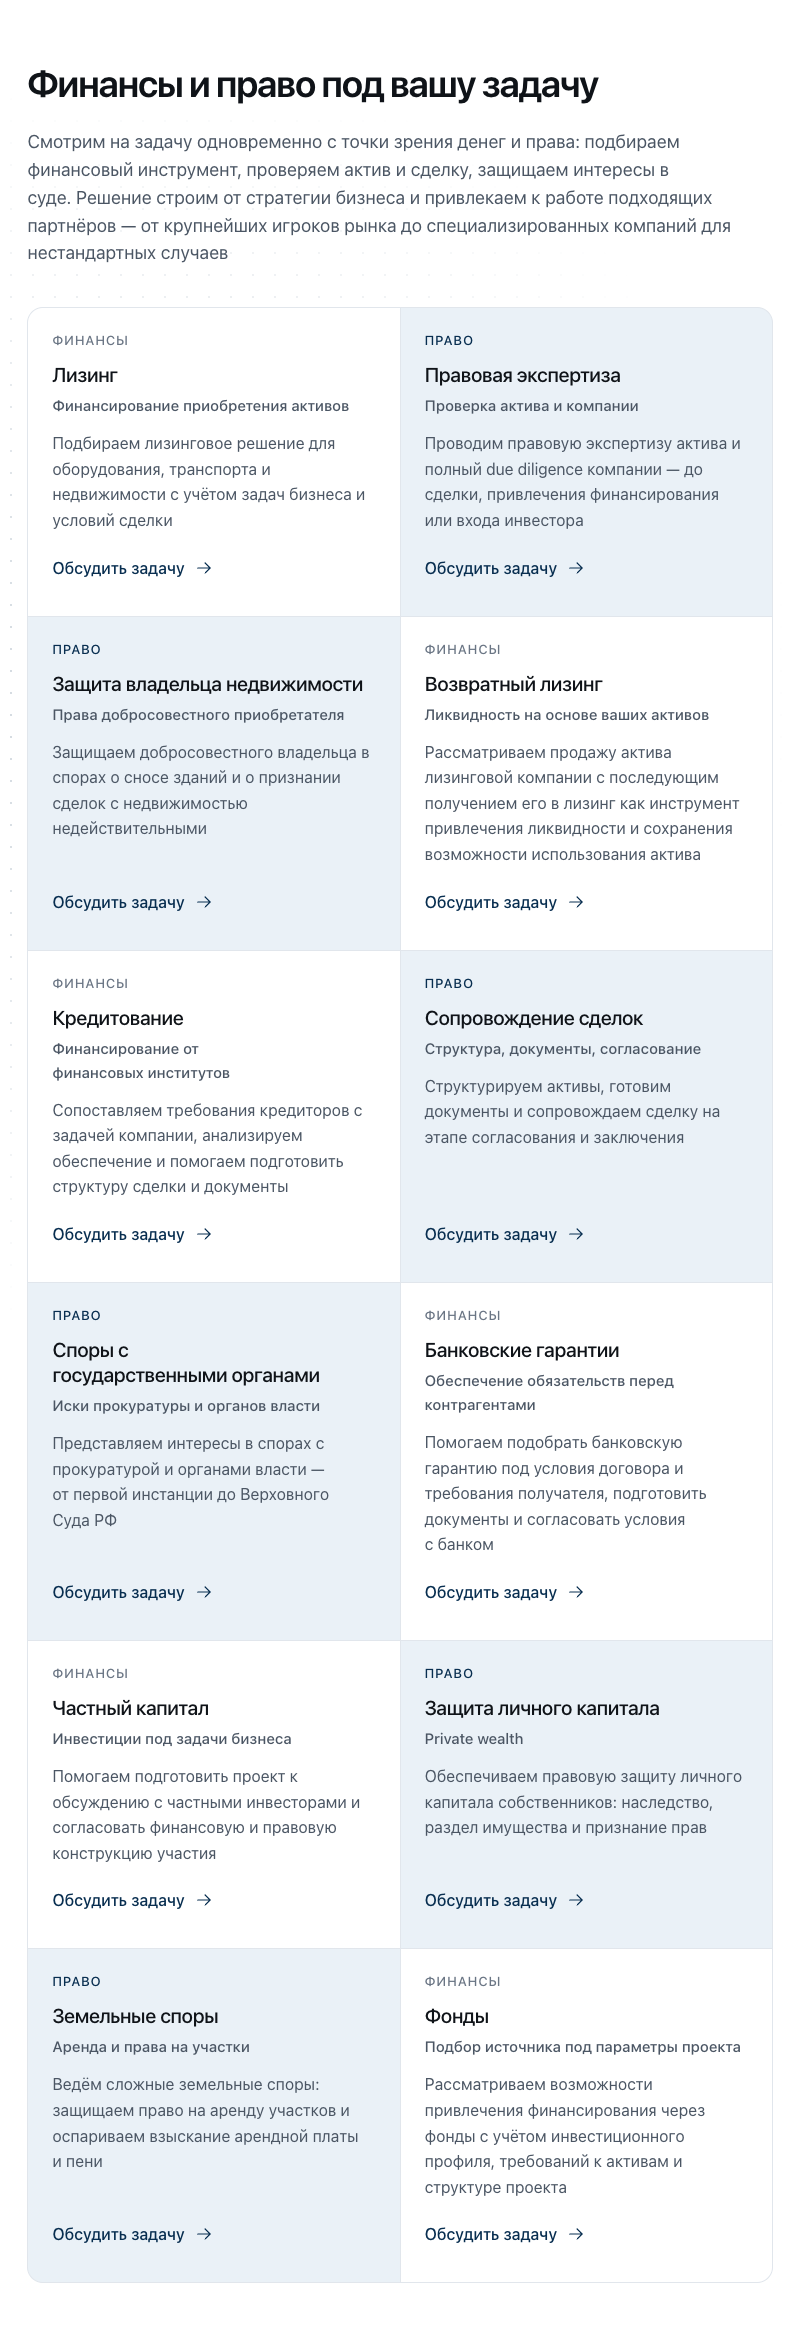 Финансы и право под вашу задачу
Смотрим на задачу одновременно с точки зрения денег и права: подбираем
финансовый инструмент, проверяем актив и сделку, защищаем интересы в
суде. Решение строим от стратегии бизнеса и привлекаем к работе подходящих
партнёров — от крупнейших игроков рынка до специализированных компаний для
нестандартных случаев
ФИНАНСЫ
Лизинг
Финансирование приобретения активов
Подбираем лизинговое решение для
оборудования, транспорта и
недвижимости с учётом задач бизнеса и
условий сделки
Обсудить задачу →
ПРАВО
Правовая экспертиза
Проверка актива и компании
Проводим правовую экспертизу актива и
полный due diligence компании — до
сделки, привлечения финансирования
или входа инвестора
Обсудить задачу →
ПРАВО
Защита владельца недвижимости
Права добросовестного приобретателя
Защищаем добросовестного владельца в
спорах о сносе зданий и о признании
сделок с недвижимостью
недействительными
Обсудить задачу →
ФИНАНСЫ
Возвратный лизинг
Ликвидность на основе ваших активов
Рассматриваем продажу актива
лизинговой компании с последующим
получением его в лизинг как инструмент
привлечения ликвидности и сохранения
возможности использования актива
Обсудить задачу →
ФИНАНСЫ
Кредитование
Финансирование от
финансовых институтов
Сопоставляем требования кредиторов с
задачей компании, анализируем
обеспечение и помогаем подготовить
структуру сделки и документы
Обсудить задачу →
ПРАВО
Сопровождение сделок
Структура, документы, согласование
Структурируем активы, готовим
документы и сопровождаем сделку на
этапе согласования и заключения
Обсудить задачу →
ПРАВО
Споры с
государственными органами
Иски прокуратуры и органов власти
Представляем интересы в спорах с
прокуратурой и органами власти —
от первой инстанции до Верховного
Суда РФ
Обсудить задачу →
ФИНАНСЫ
Банковские гарантии
Обеспечение обязательств перед
контрагентами
Помогаем подобрать банковскую
гарантию под условия договора и
требования получателя, подготовить
документы и согласовать условия
с банком
Обсудить задачу →
ФИНАНСЫ
Частный капитал
Инвестиции под задачи бизнеса
Помогаем подготовить проект к
обсуждению с частными инвесторами и
согласовать финансовую и правовую
конструкцию участия
Обсудить задачу →
ПРАВО
Защита личного капитала
Private wealth
Обеспечиваем правовую защиту личного
капитала собственников: наследство,
раздел имущества и признание прав
Обсудить задачу →
ПРАВО
Земельные споры
Аренда и права на участки
Ведём сложные земельные споры:
защищаем право на аренду участков и
оспариваем взыскание арендной платы
и пени
Обсудить задачу →
ФИНАНСЫ
Фонды
Подбор источника под параметры проекта
Рассматриваем возможности
привлечения финансирования через
фонды с учётом инвестиционного
профиля, требований к активам и
структуре проекта
Обсудить задачу →